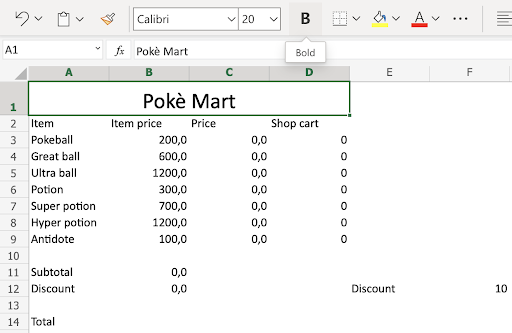 Calibri 20 B A ...
A1 fx Pokè Mart Bold
A B C D E F
1 Pokè Mart
2 Item Item price Price Shop cart
3 Pokeball 200,0 0,0 0
4 Great ball 600,0 0,0 0
5 Ultra ball 1200,0 0,0 0
6 Potion 300,0 0,0 0
7 Super potion 700,0 0,0 0
8 Hyper potion 1200,0 0,0 0
9 Antidote 100,0 0,0 0
10
11 Subtotal 0,0
12 Discount 0,0 Discount 10
13
14 Total